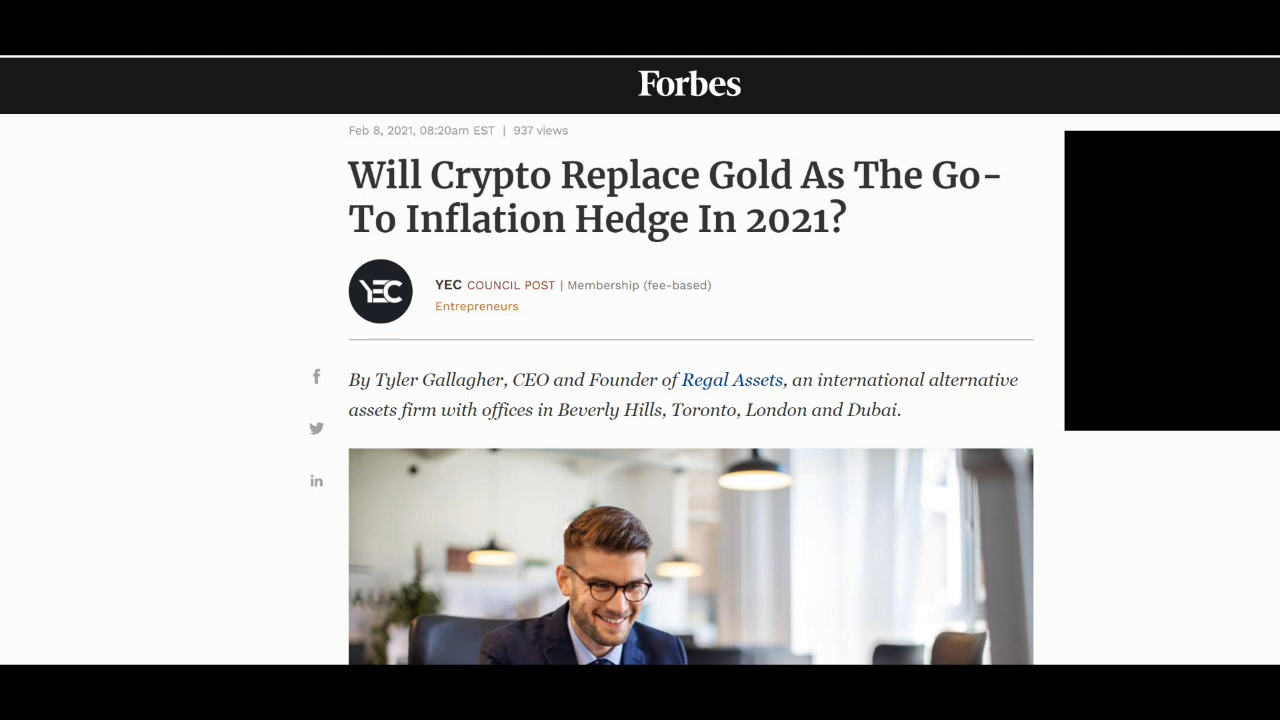 Forbes
Feb 8, 2021, 08:20am EST | 937 views
Will Crypto Replace Gold As The Go-
To Inflation Hedge In 2021?
YEC
YEC COUNCIL POST | Membership (fee-based)
Entrepreneurs
f
in
By Tyler Gallagher, CEO and Founder of Regal Assets, an international alternative
assets firm with offices in Beverly Hills, Toronto, London and Dubai.